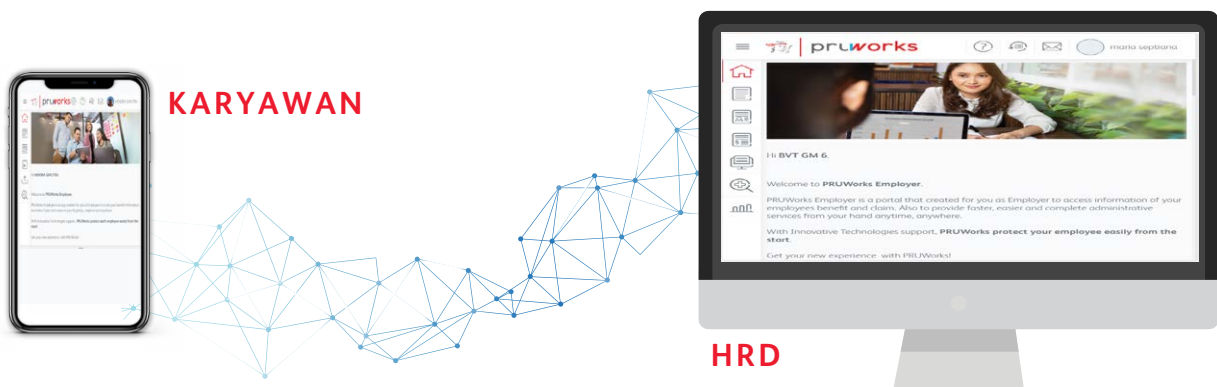 KARYAWAN
pruworks
pruworks
maria septiana
Hi BVT GM 6,
Welcome to PRUWorks Employer.
PRUWorks Employer is a portal that created for you as Employer to access information of your
employees benefit and claim. Also to provide faster, easier and complete administrative
services from your hand anytime, anywhere.
With Innovative Technologies support, PRUWorks protect your employee easily from the
start.
Get your new experience with PRUWorks!
HRD